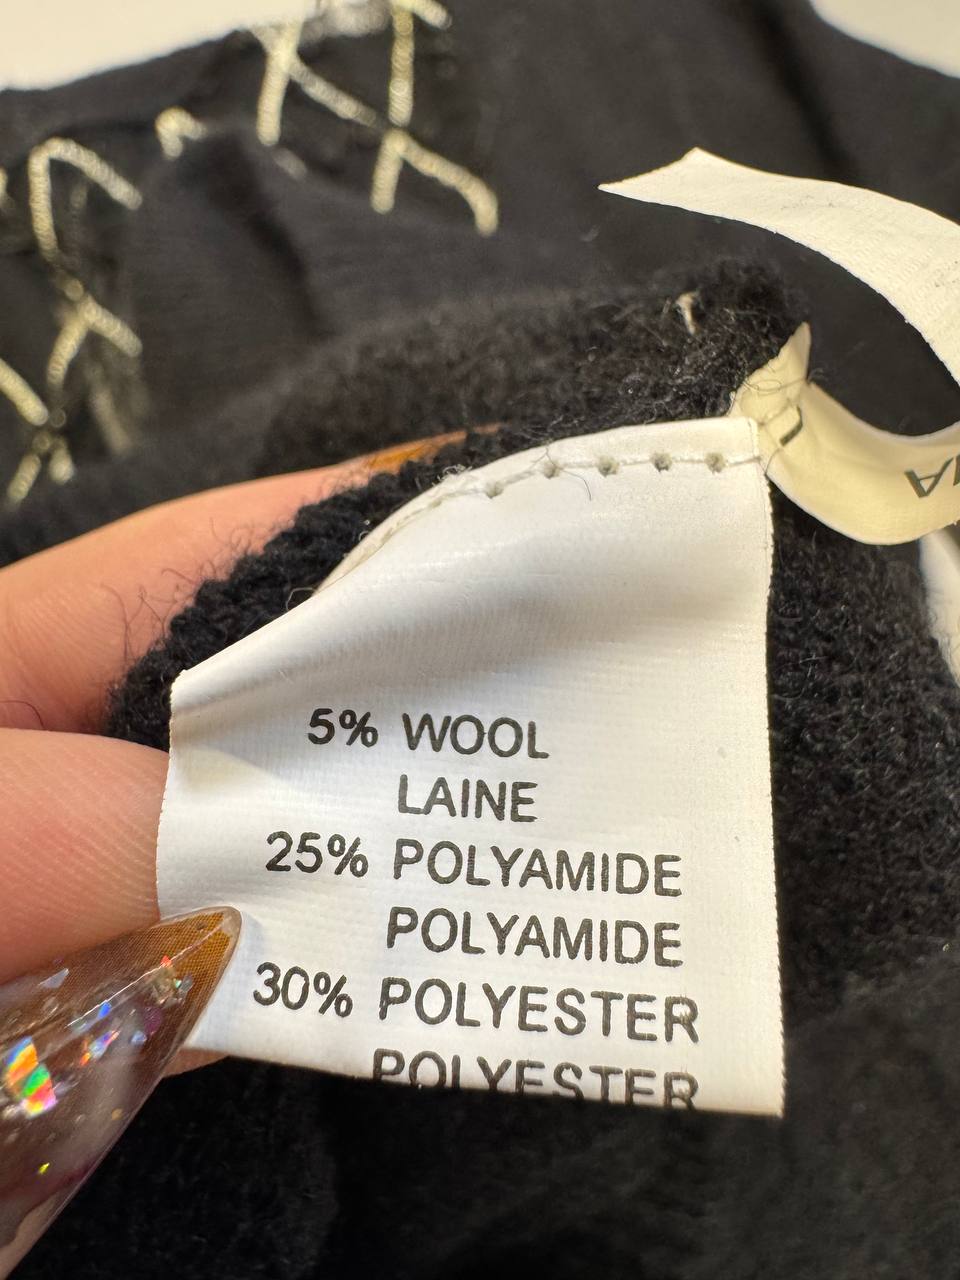 5% WOOL
LAINE
25% POLYAMIDE
POLYAMIDE
30% POLYESTER
POLYESTER